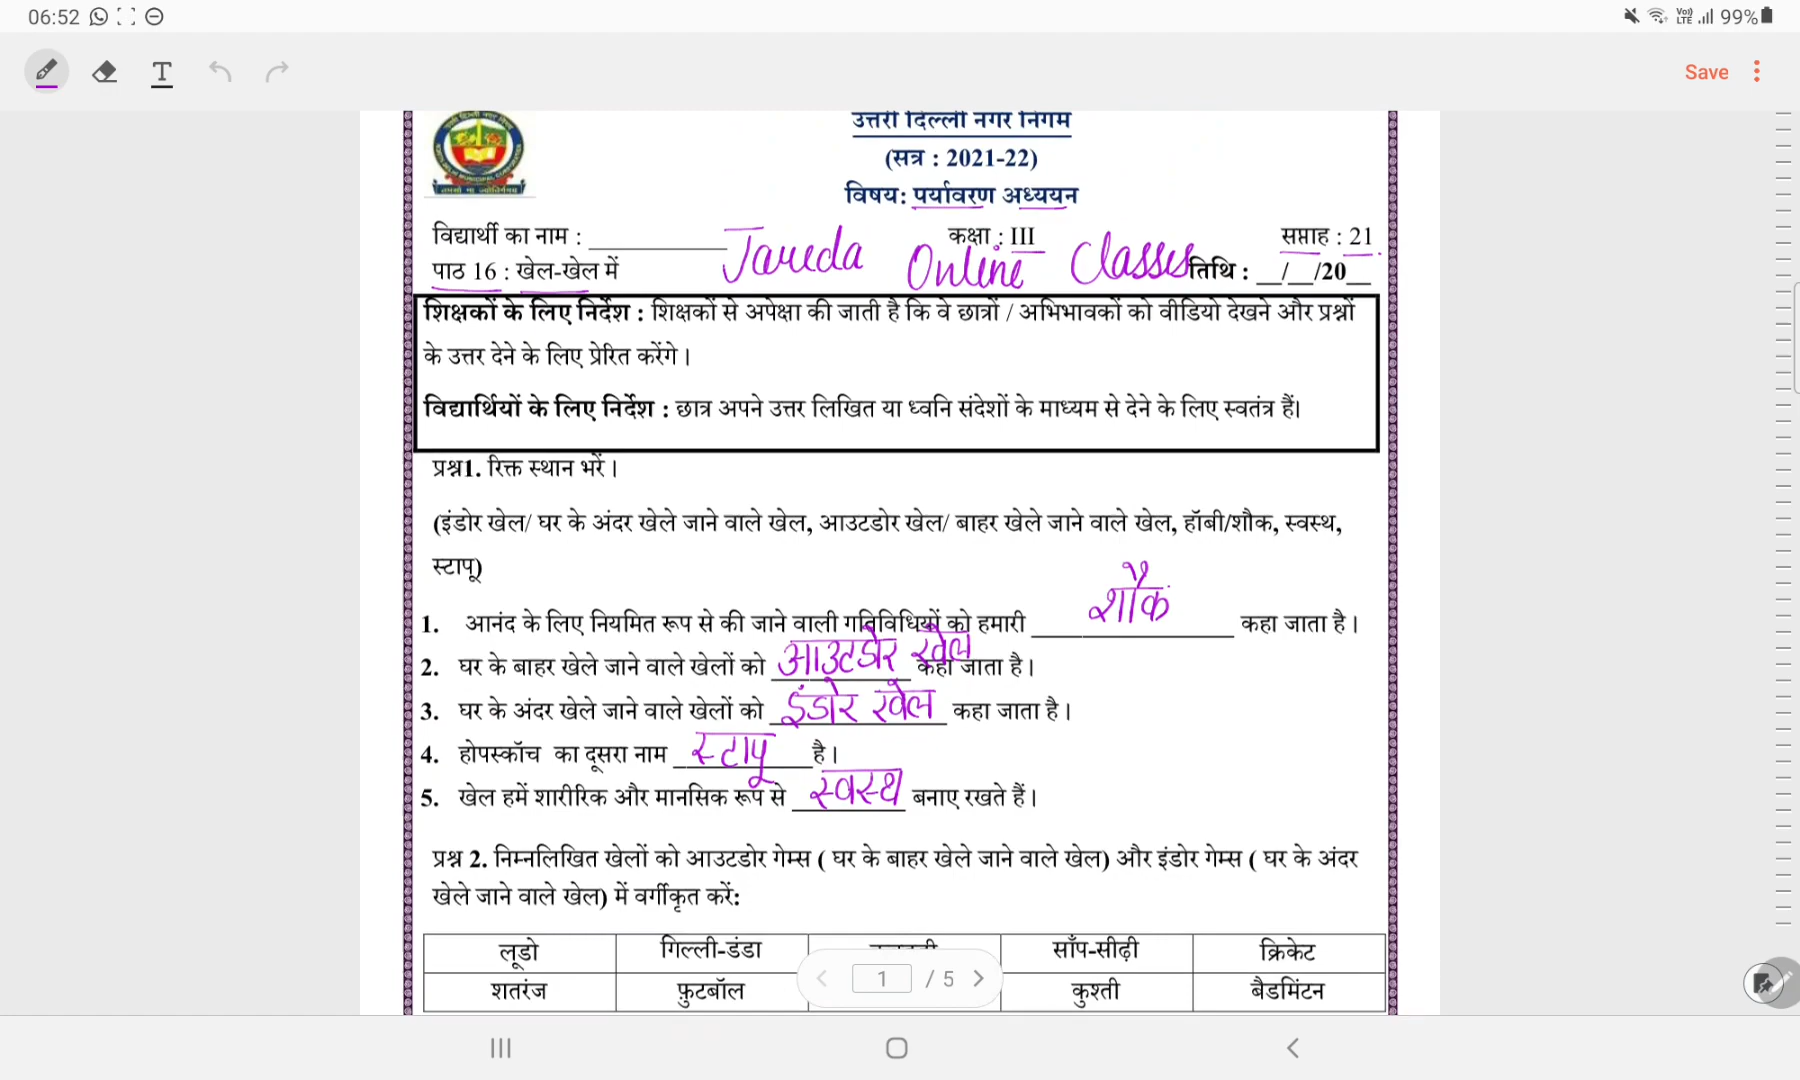 06:52
Vo)) LTE 99%
Save
उत्तरी दिल्ली नगर निगम
(सत्र : 2021-22)
विषय: पर्यावरण अध्ययन
विद्यार्थी का नाम : ____________ कक्षा : III सप्ताह : 21
पाठ 16 : खेल-खेल में Online Classes तिथि : __/__/20__
शिक्षकों के लिए निर्देश : शिक्षकों से अपेक्षा की जाती है कि वे छात्रों / अभिभावकों को वीडियो देखने और प्रश्नों
के उत्तर देने के लिए प्रेरित करेंगे।
विद्यार्थियों के लिए निर्देश : छात्र अपने उत्तर लिखित या ध्वनि संदेशों के माध्यम से देने के लिए स्वतंत्र हैं।
प्रश्न1. रिक्त स्थान भरें।
(इंडोर खेल/ घर के अंदर खेले जाने वाले खेल, आउटडोर खेल/ बाहर खेले जाने वाले खेल, हॉबी/शौक, स्वस्थ,
स्टापू)
1. आनंद के लिए नियमित रूप से की जाने वाली गतिविधियों को हमारी शौक कहा जाता है।
2. घर के बाहर खेले जाने वाले खेलों को आउटडोर खेल कहा जाता है।
3. घर के अंदर खेले जाने वाले खेलों को इंडोर खेल कहा जाता है।
4. होपस्कॉच का दूसरा नाम स्टापू है।
5. खेल हमें शारीरिक और मानसिक रूप से स्वस्थ बनाए रखते हैं।
प्रश्न 2. निम्नलिखित खेलों को आउटडोर गेम्स ( घर के बाहर खेले जाने वाले खेल) और इंडोर गेम्स ( घर के अंदर
खेले जाने वाले खेल) में वर्गीकृत करें:
लूडो गिल्ली-डंडा साँप-सीढ़ी क्रिकेट
शतरंज फ़ुटबॉल कुश्ती बैडमिंटन
1 / 5